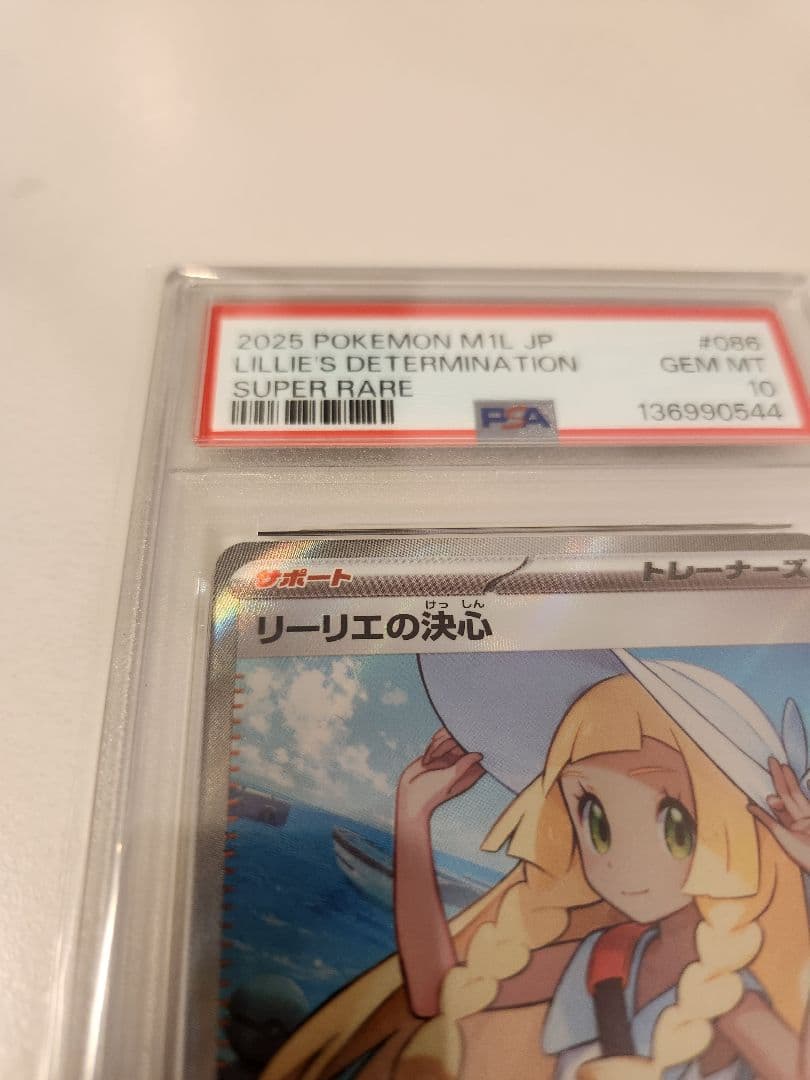 2025 POKEMON M1L JP #086
LILLIE'S DETERMINATION GEM MT
SUPER RARE 10
PSA 136990544
サポート トレーナーズ
けっ しん
リーリエの決心